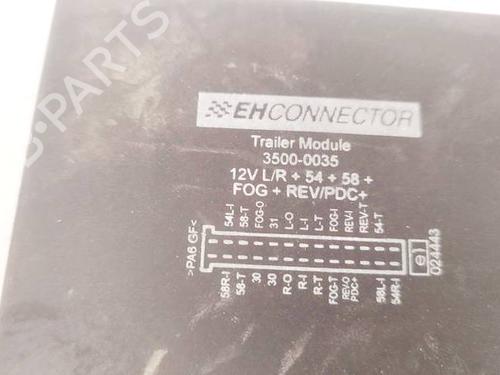 B-PARTS
EHCONNECTOR
Trailer Module
3500-0035
12V L/R + 54 + 58 +
FOG + REV/PDC+
54L-I 58-T FOG-O 31 L-O L-I L-T FOG-I REV-I REV-T 54-T
>PA6 GF<
e1
024443
58R-I 58-T 30 30 R-O R-I R-T FOG-T REV-O PDC+ 58L-I 54R-I